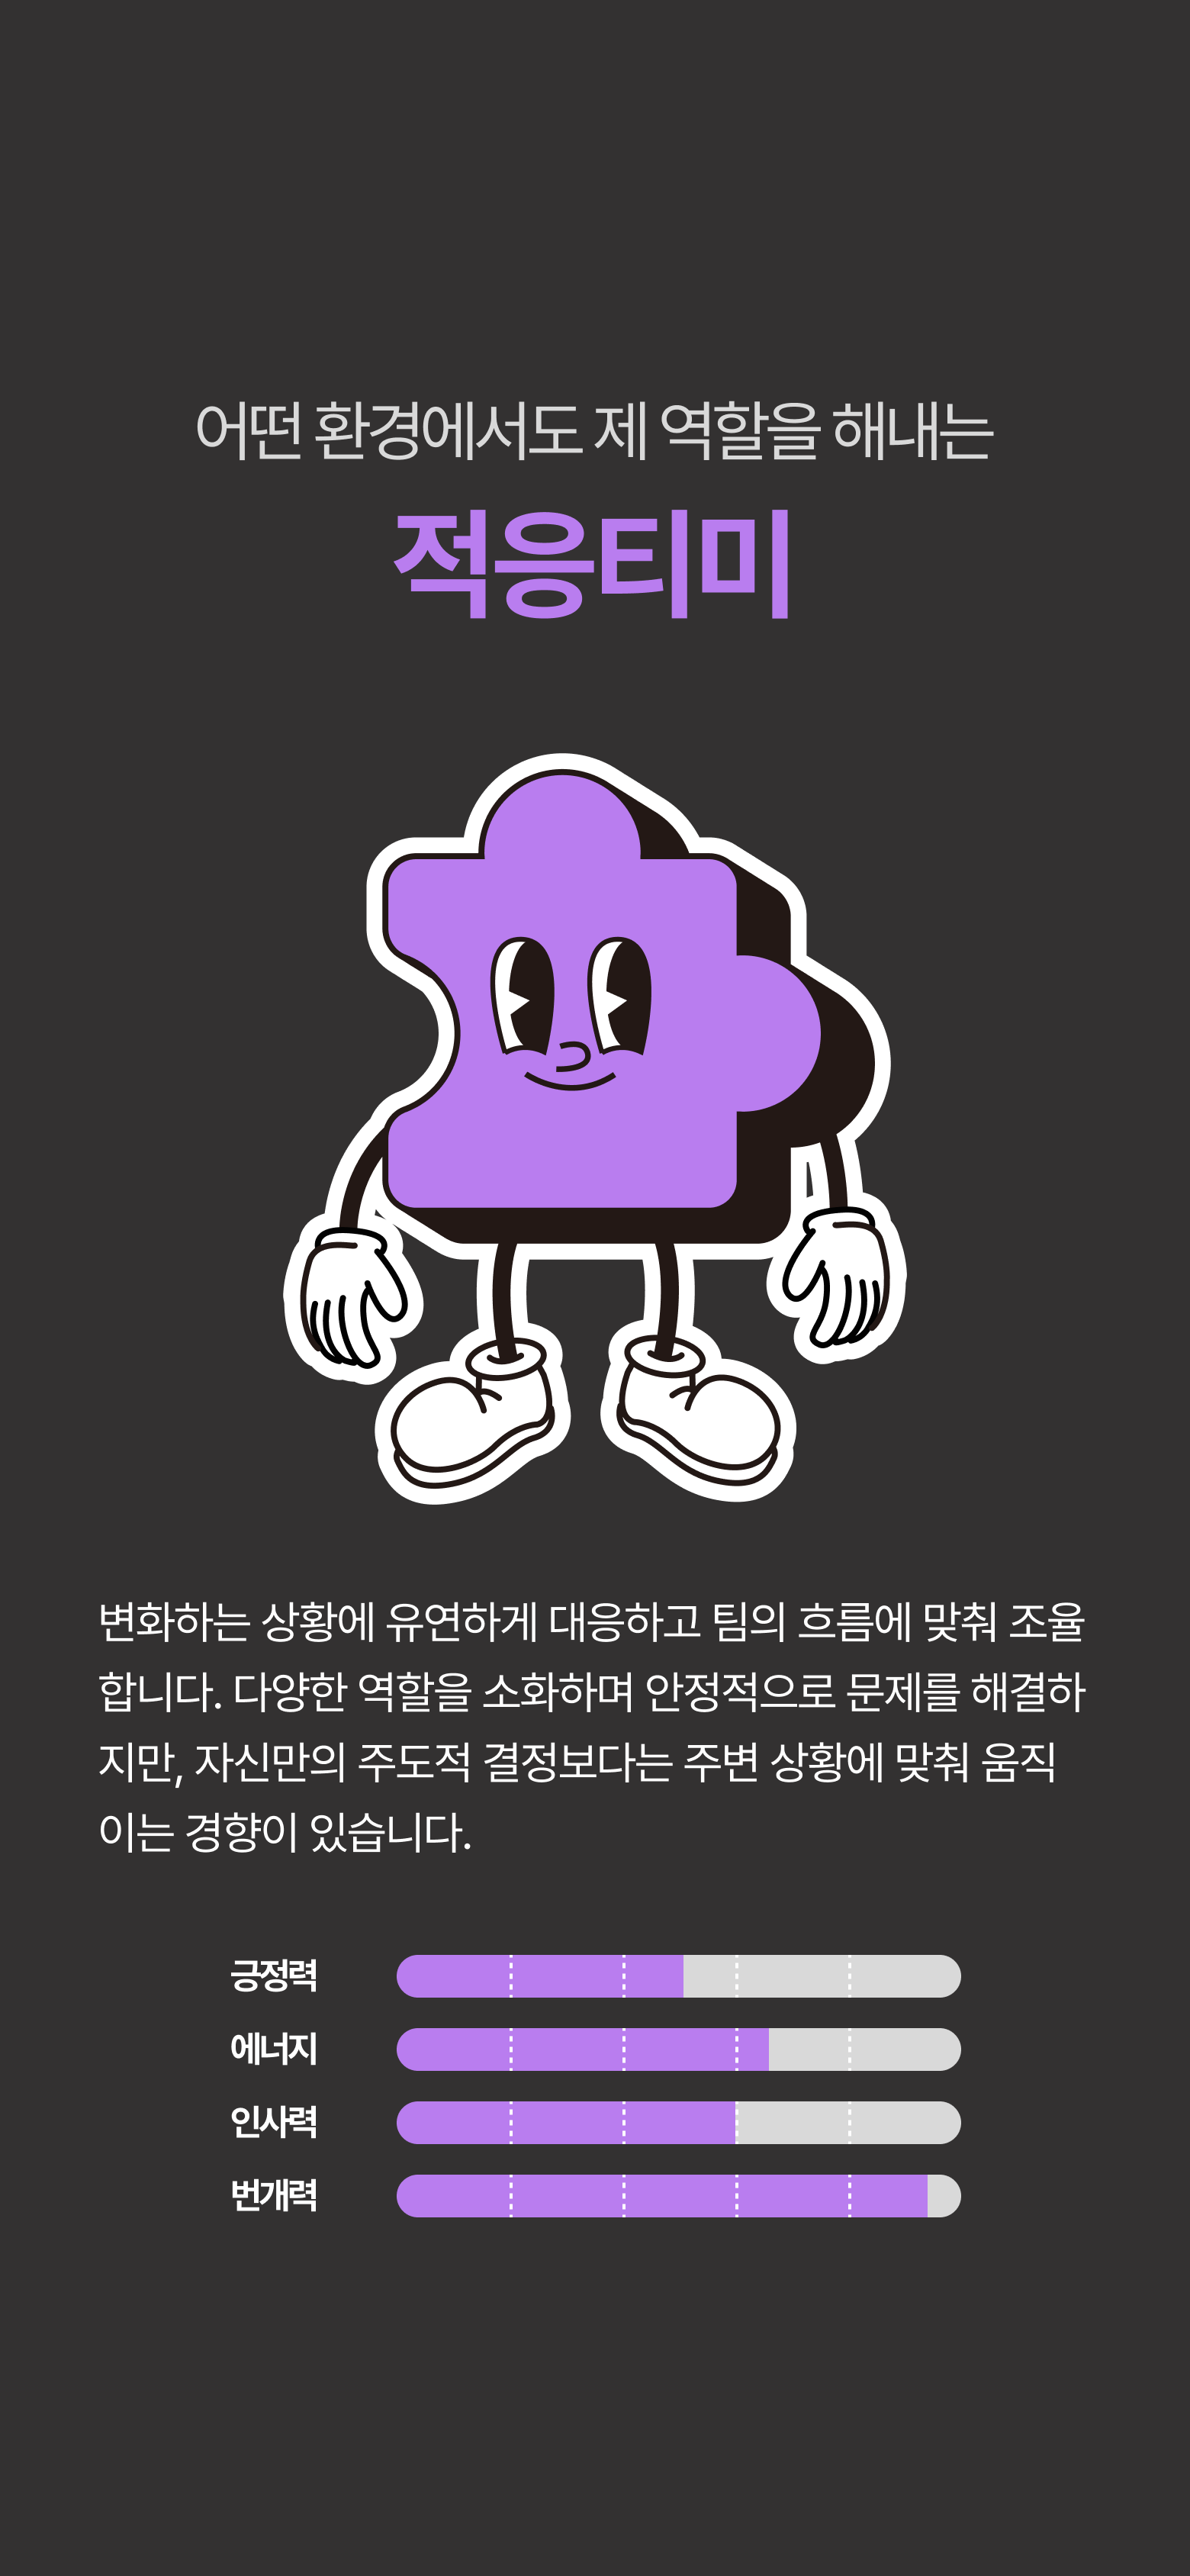 어떤 환경에서도 제 역할을 해내는
적응티미
변화하는 상황에 유연하게 대응하고 팀의 흐름에 맞춰 조율
합니다. 다양한 역할을 소화하며 안정적으로 문제를 해결하
지만, 자신만의 주도적 결정보다는 주변 상황에 맞춰 움직
이는 경향이 있습니다.
긍정력
에너지
인사력
번개력